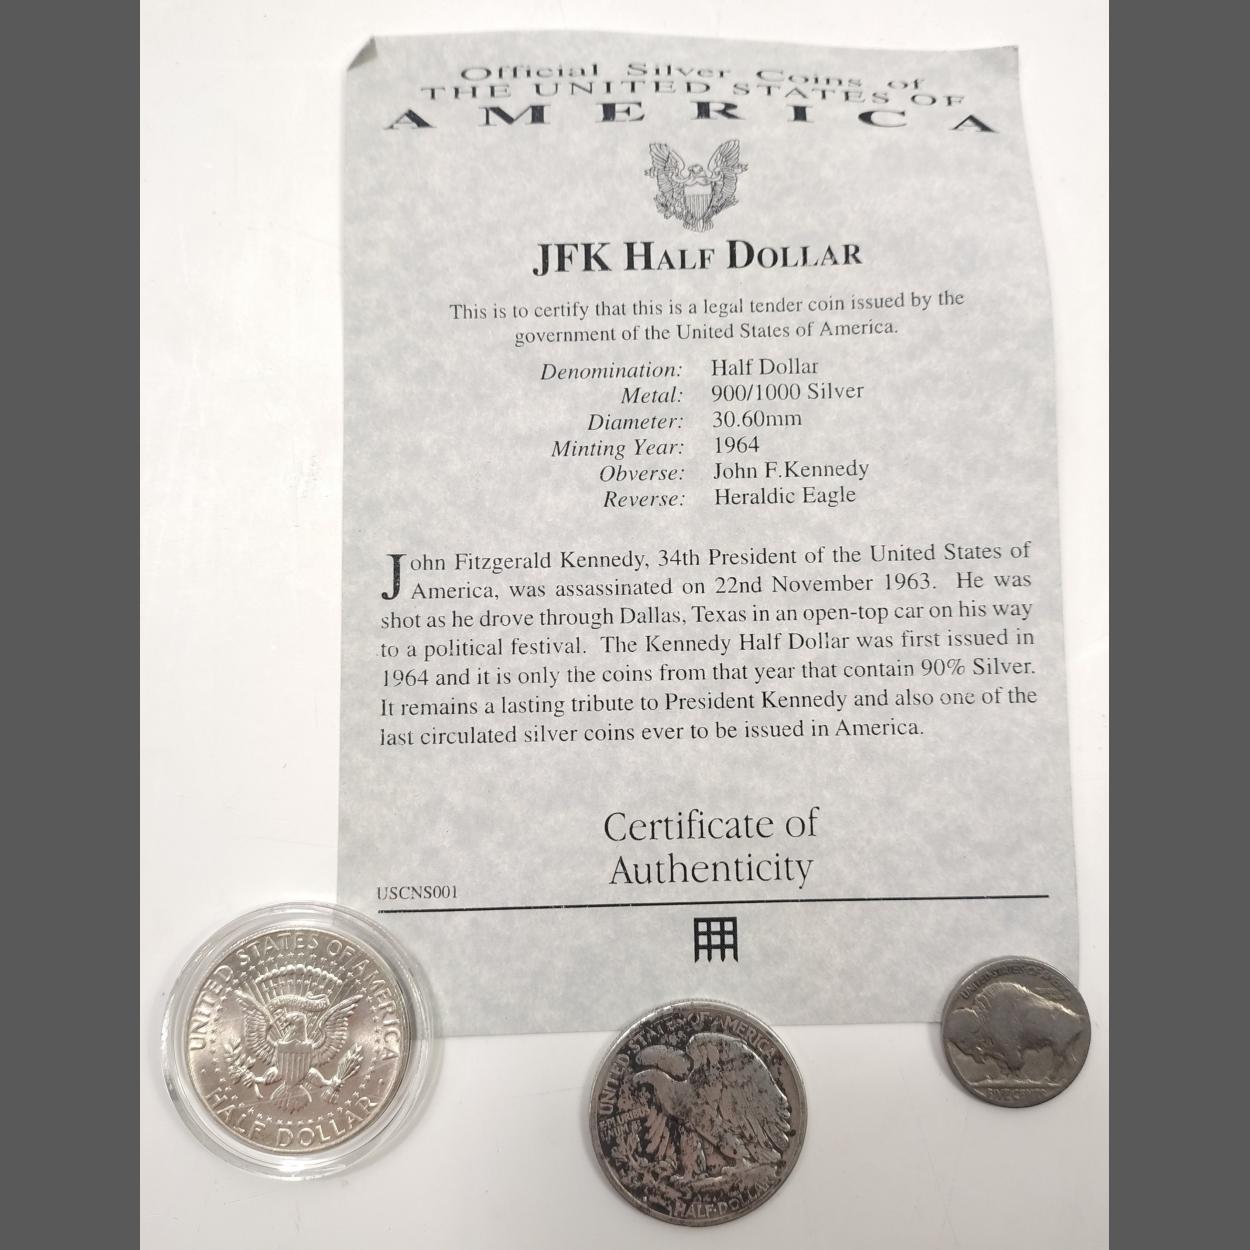 Official Silver Coins of
THE UNITED STATES OF
AMERICA
JFK HALF DOLLAR
This is to certify that this is a legal tender coin issued by the
government of the United States of America.
Denomination: Half Dollar
Metal: 900/1000 Silver
Diameter: 30.60mm
Minting Year: 1964
Obverse: John F.Kennedy
Reverse: Heraldic Eagle
John Fitzgerald Kennedy, 34th President of the United States of
America, was assassinated on 22nd November 1963. He was
shot as he drove through Dallas, Texas in an open-top car on his way
to a political festival. The Kennedy Half Dollar was first issued in
1964 and it is only the coins from that year that contain 90% Silver.
It remains a lasting tribute to President Kennedy and also one of the
last circulated silver coins ever to be issued in America.
Certificate of
Authenticity
USCNS001
UNITED STATES OF AMERICA
HALF DOLLAR
UNITED STATES OF AMERICA
HALF DOLLAR
UNITED STATES OF